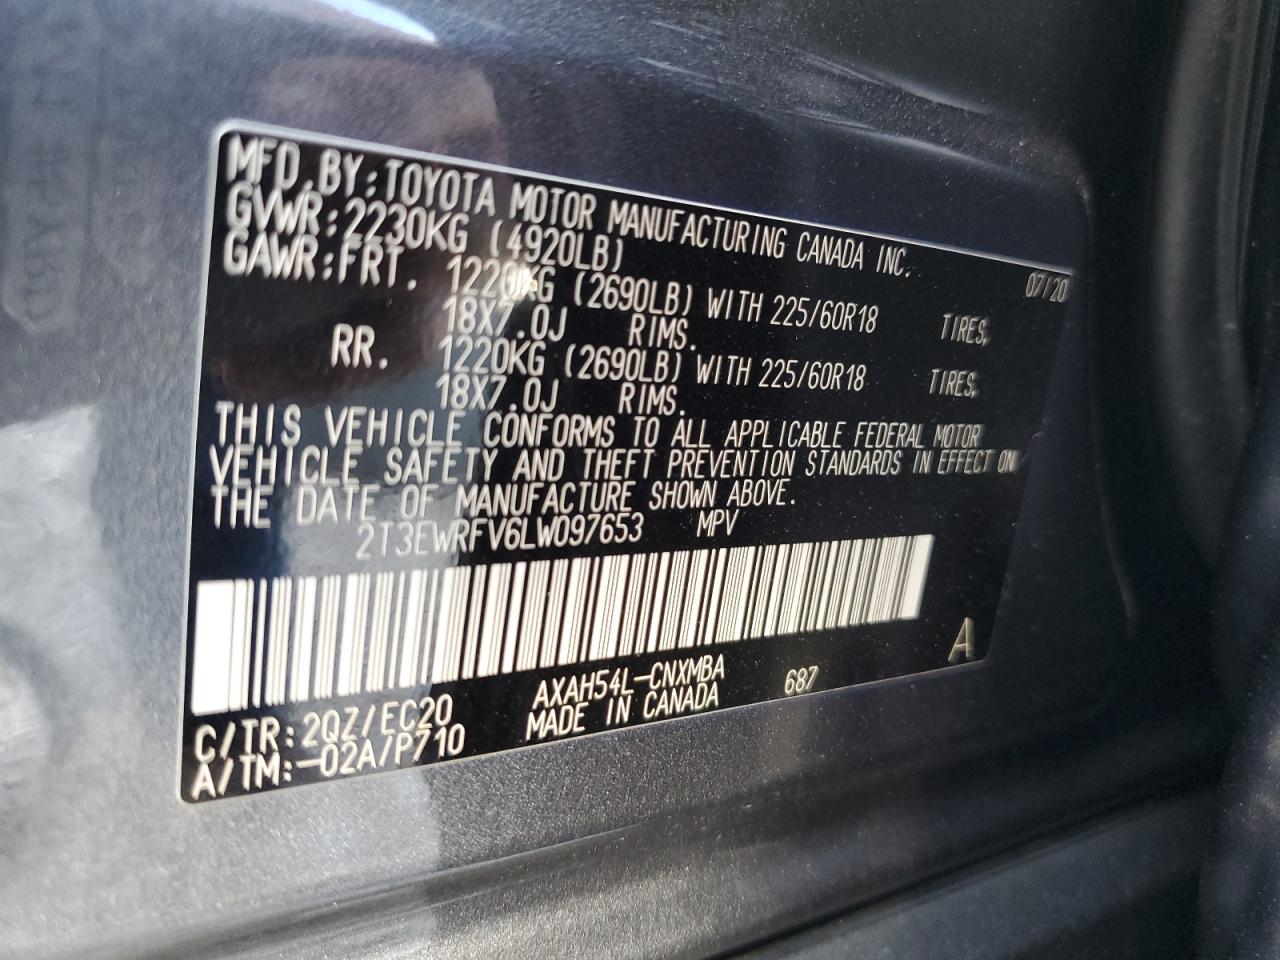 MFD.BY:TOYOTA MOTOR MANUFACTURING CANADA INC.
07/20
GVWR:2230KG (4920LB)
GAWR:FRT. 1220KG (2690LB) WITH 225/60R18 TIRES,
18X7.0J RIMS.
RR. 1220KG (2690LB) WITH 225/60R18 TIRES,
18X7.0J RIMS.
THIS VEHICLE CONFORMS TO ALL APPLICABLE FEDERAL MOTOR
VEHICLE SAFETY AND THEFT PREVENTION STANDARDS IN EFFECT ON
THE DATE OF MANUFACTURE SHOWN ABOVE.
2T3EWRFV6LW097653 MPV
A
C/TR:2QZ/EC20 AXAH54L-CNXMBA 687
A/TM:-02A/P710 MADE IN CANADA